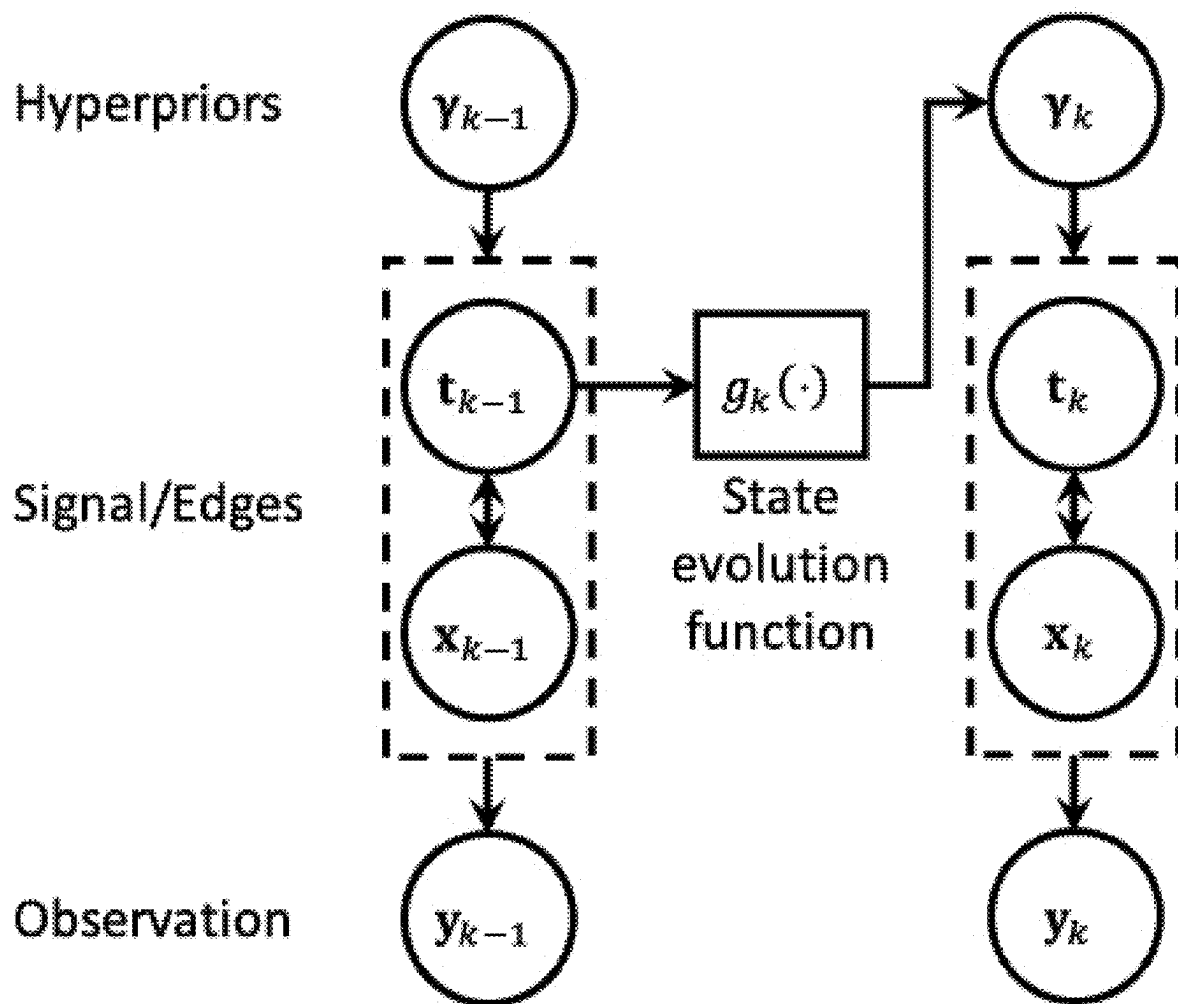 Hyperpriors
γₖ₋₁
γₖ
tₖ₋₁
gₖ(·)
tₖ
Signal/Edges
State
evolution
function
xₖ₋₁
xₖ
Observation
yₖ₋₁
yₖ